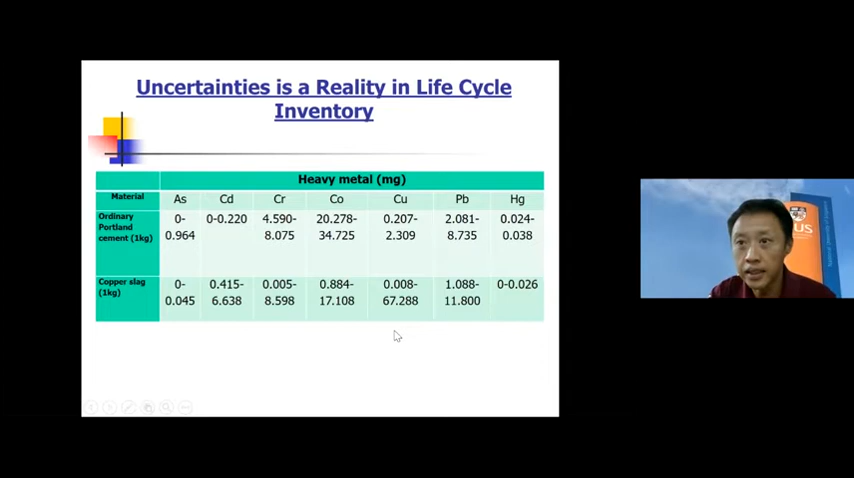 Uncertainties is a Reality in Life Cycle
Inventory
Heavy metal (mg)
Material As Cd Cr Co Cu Pb Hg
Ordinary
Portland
cement (1kg)
0-
0.964
0-0.220
4.590-
8.075
20.278-
34.725
0.207-
2.309
2.081-
8.735
0.024-
0.038
Copper slag
(1kg)
0-
0.045
0.415-
6.638
0.005-
8.598
0.884-
17.108
0.008-
67.288
1.088-
11.800
0-0.026
US